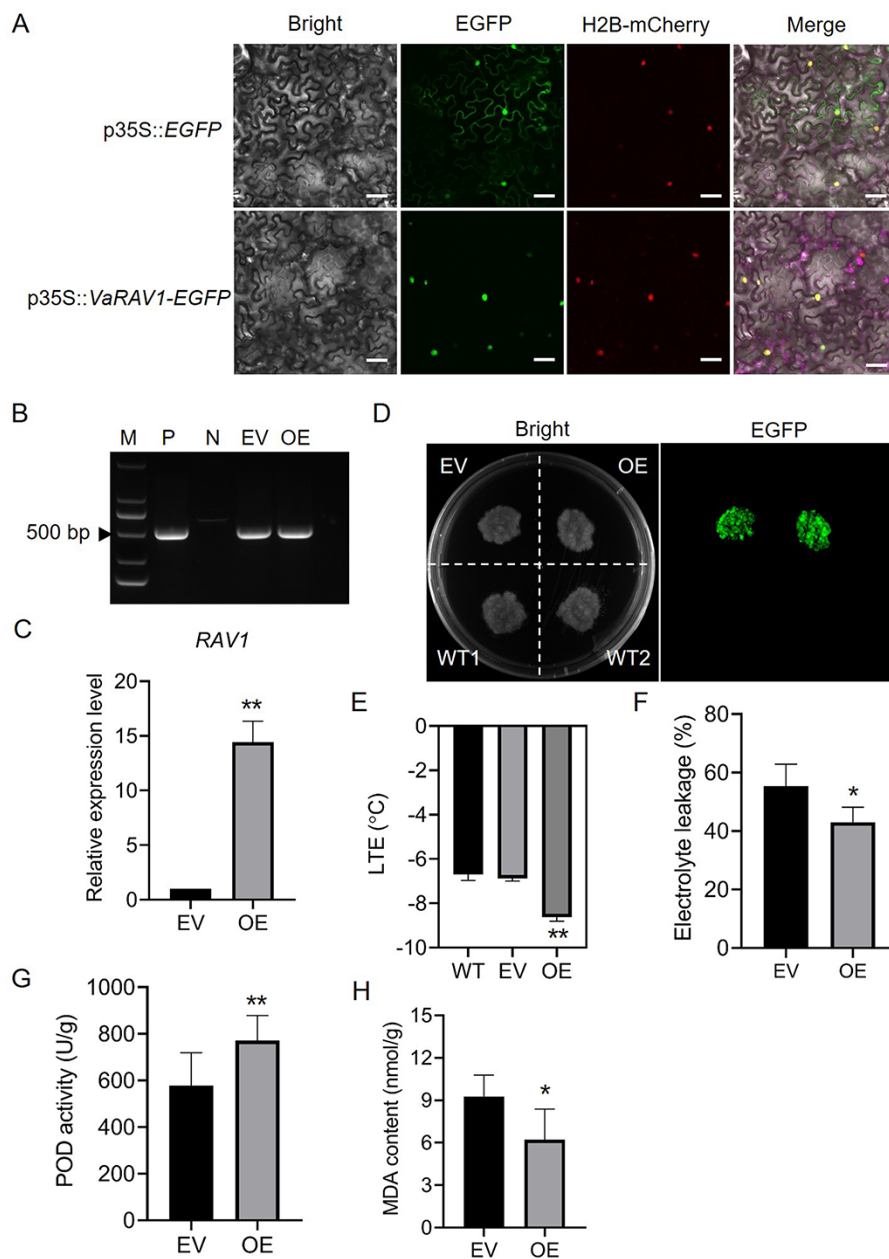 A
Bright EGFP H2B-mCherry Merge
p35S::EGFP
p35S::VaRAV1-EGFP
B
M P N EV OE
500 bp
C
RAV1
Relative expression level
20
15
10
5
0
**
EV OE
D
Bright EGFP
EV OE
WT1 WT2
E
LTE (°C)
0
-2
-4
-6
-8
-10
**
WT EV OE
F
Electrolyte leakage (%)
80
60
40
20
0
*
EV OE
G
POD activity (U/g)
1000
800
600
400
200
0
**
EV OE
H
MDA content (nmol/g)
15
12
9
6
3
0
*
EV OE